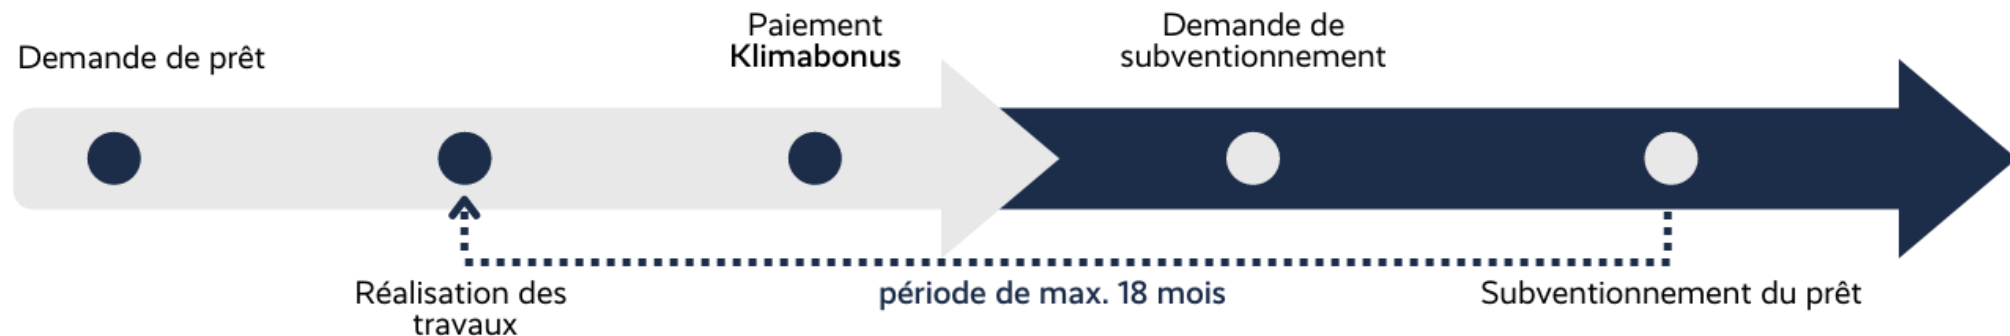 Demande de prêt
Paiement
Klimabonus
Demande de
subventionnement
Réalisation des
travaux
période de max. 18 mois
Subventionnement du prêt